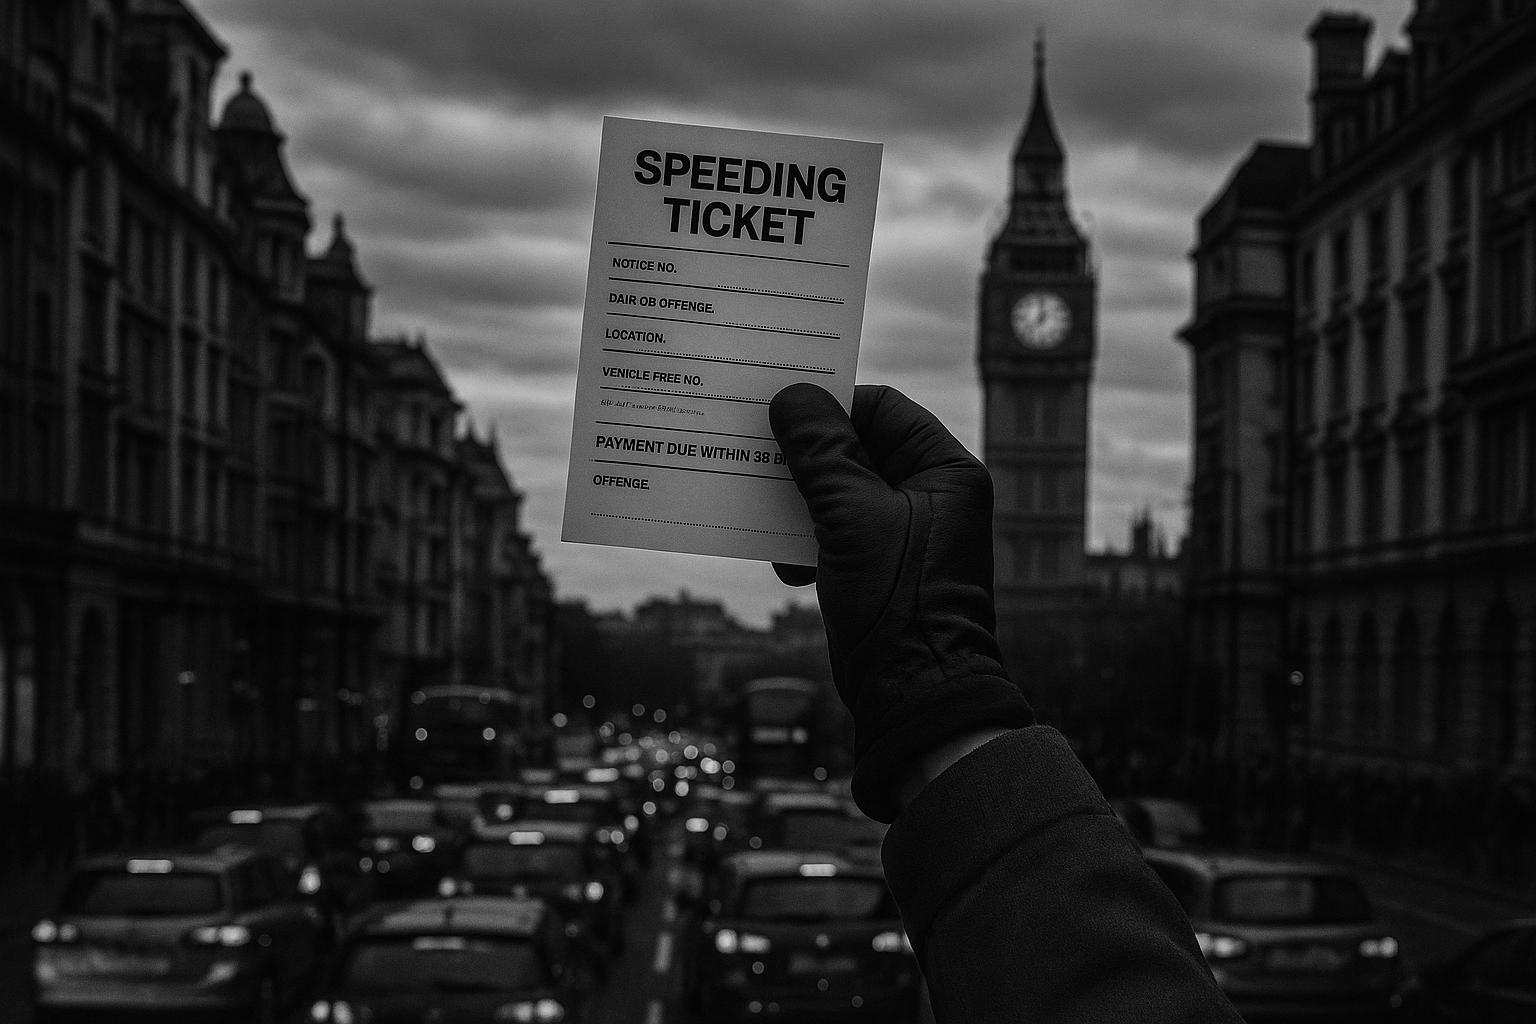 SPEEDING
TICKET
NOTICE NO.
DAIR OB OFFENGE.
LOCATION.
VENICLE FREE NO.
PAYMENT DUE WITHIN 38
OFFENGE.